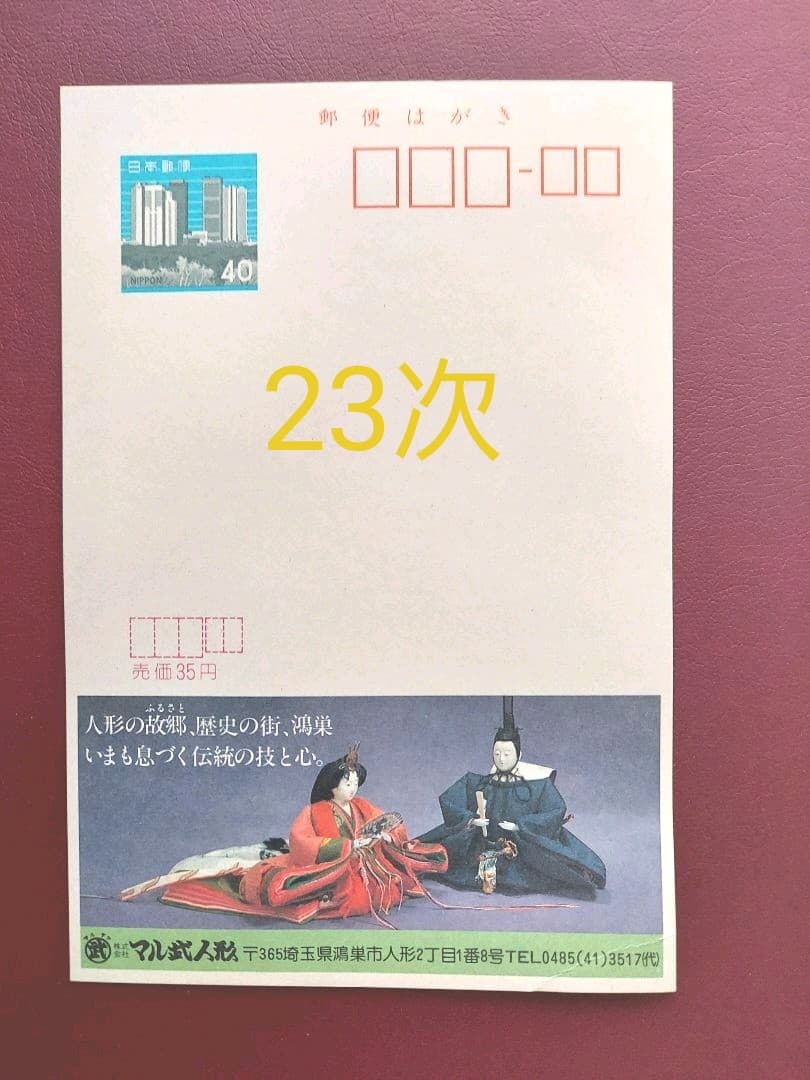 郵便はがき
日本郵便
40
NIPPON
23次
売価35円
ふるさと
人形の故郷、歴史の街、鴻巣
いまも息づく伝統の技と心。
武 株式会社 マル武人形 〒365埼玉県鴻巣市人形2丁目1番8号TEL0485(41)3517(代)